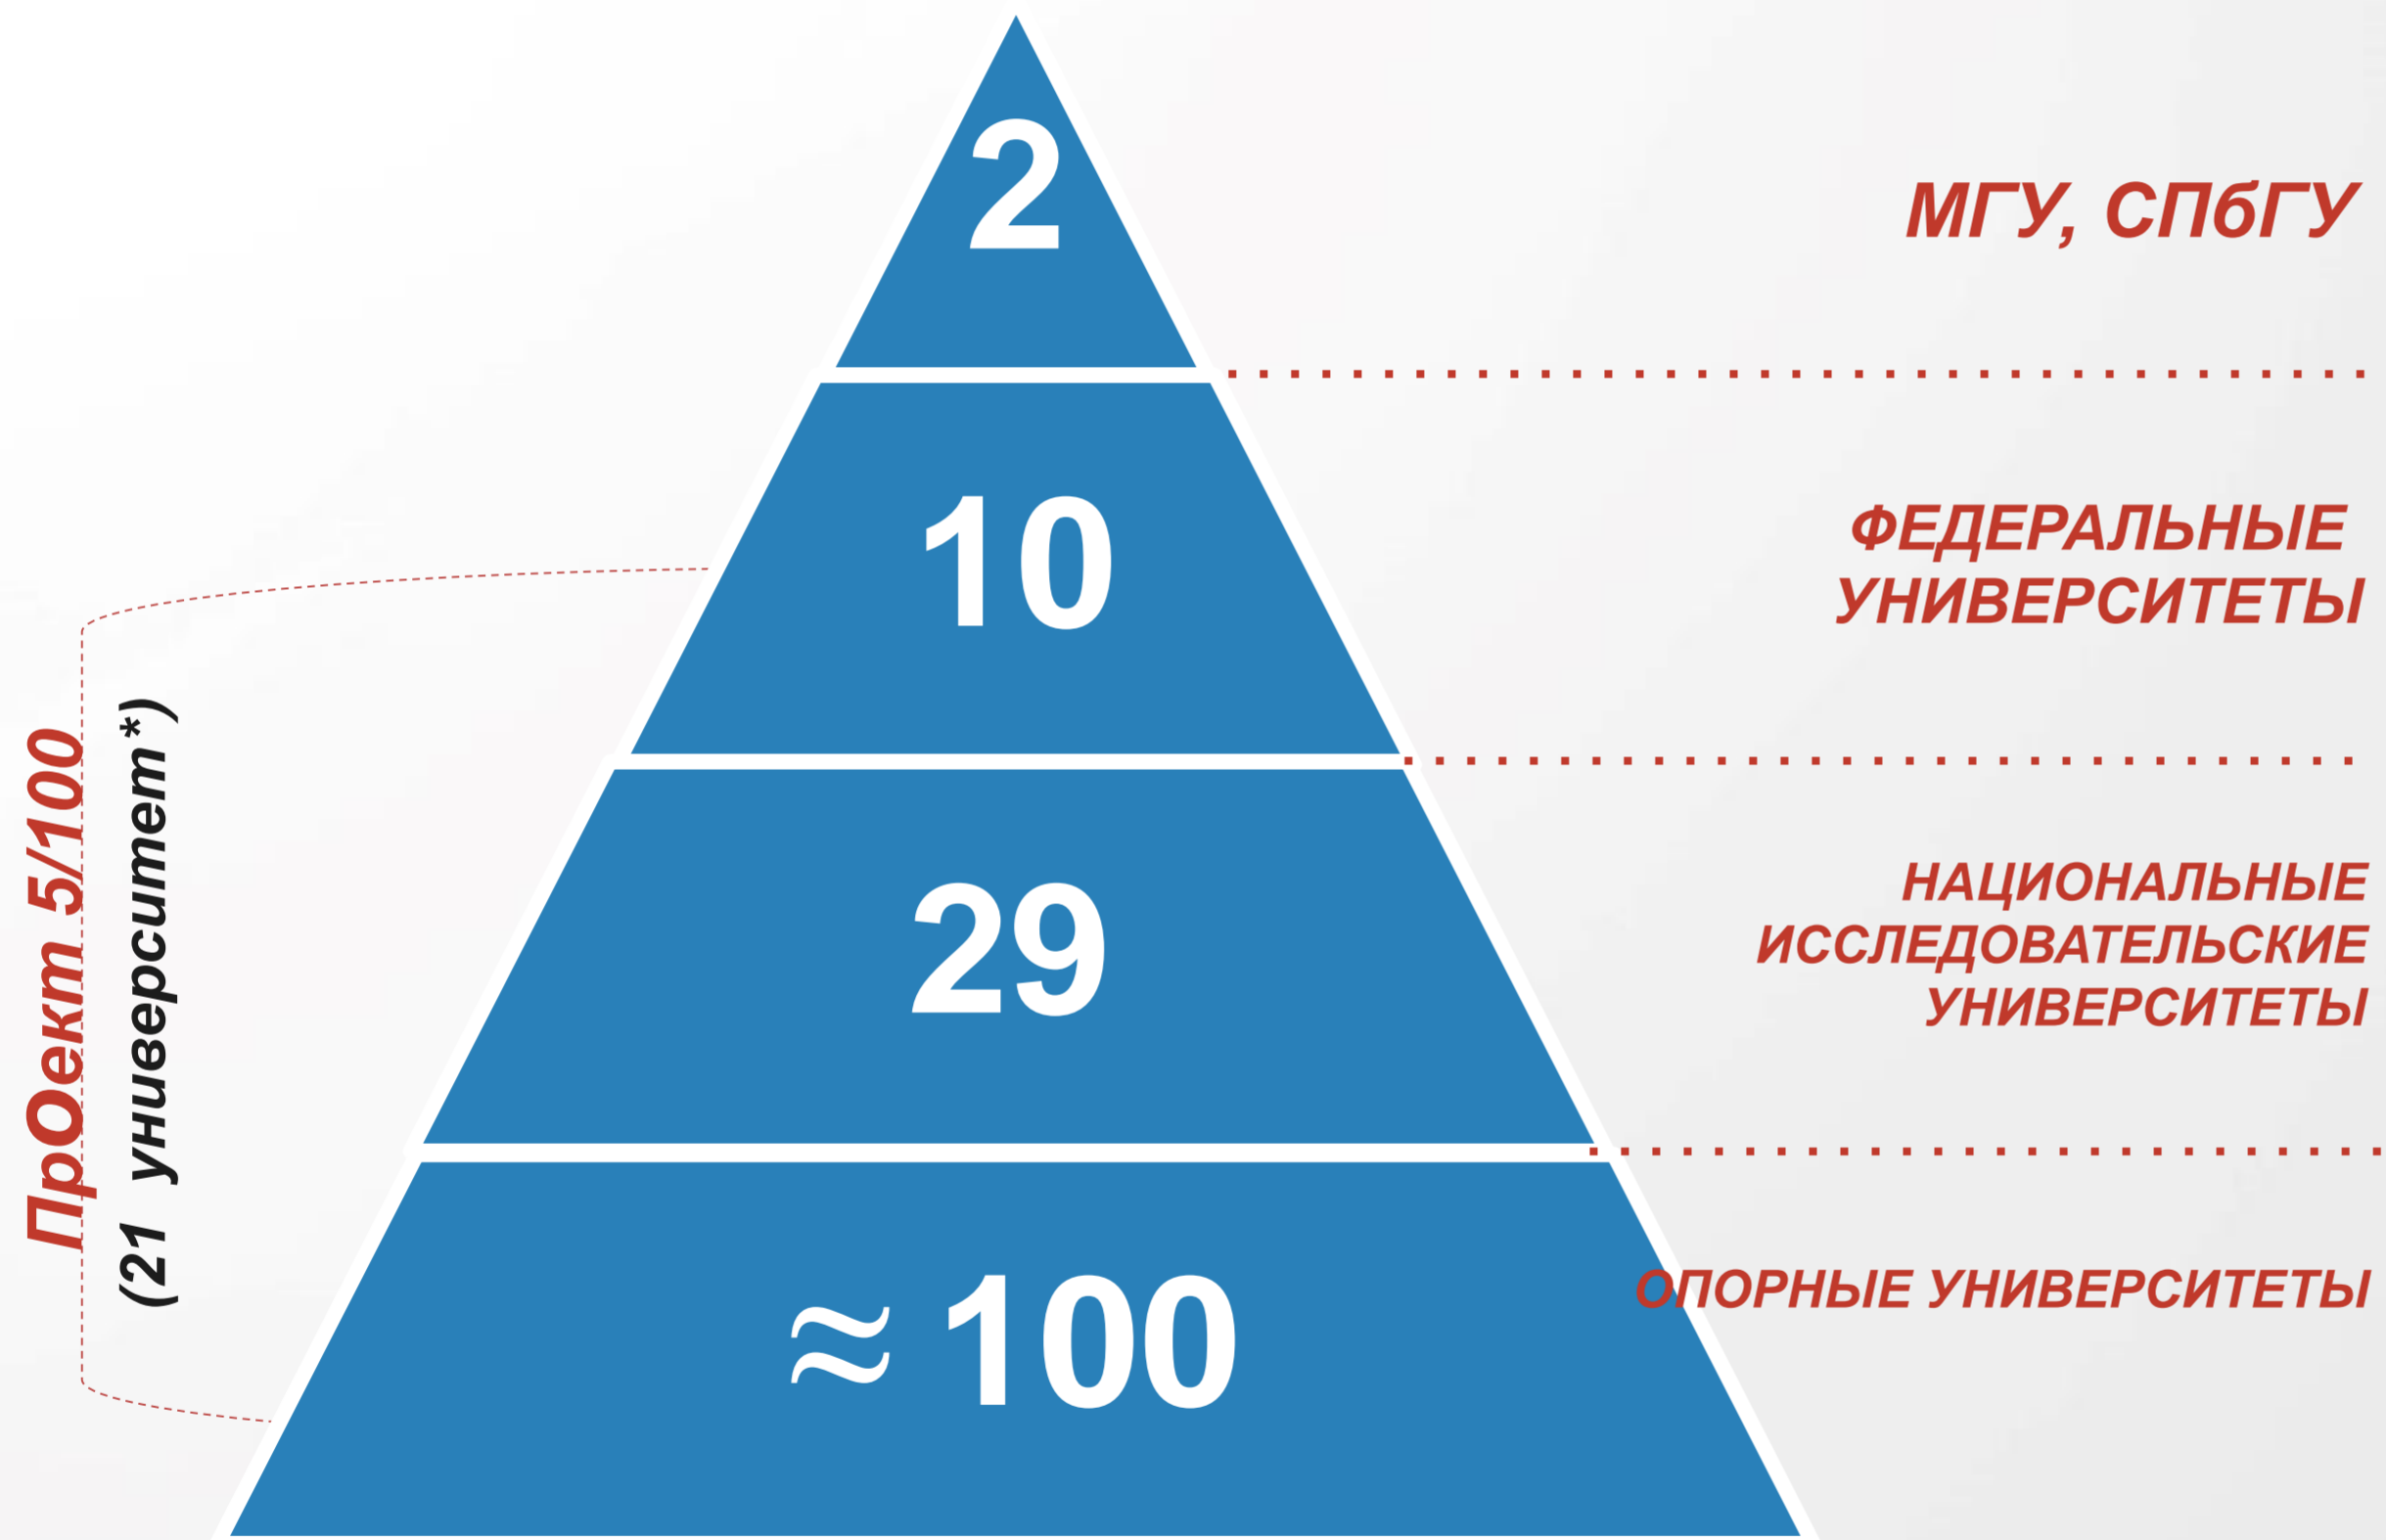 2
МГУ, СПбГУ
10
ФЕДЕРАЛЬНЫЕ
УНИВЕРСИТЕТЫ
ПрОект 5/100
(21 университет*)
29
НАЦИОНАЛЬНЫЕ
ИССЛЕДОВАТЕЛЬСКИЕ
УНИВЕРСИТЕТЫ
≈ 100
ОПОРНЫЕ УНИВЕРСИТЕТЫ